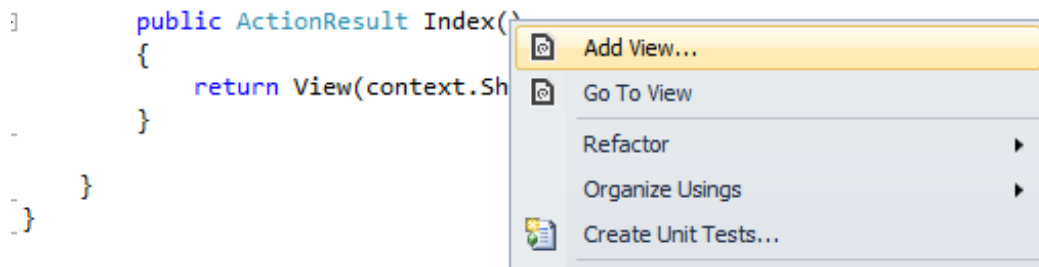 public ActionResult Index()
{
return View(context.Sh
}
}
}
Add View...
Go To View
Refactor
Organize Usings
Create Unit Tests...